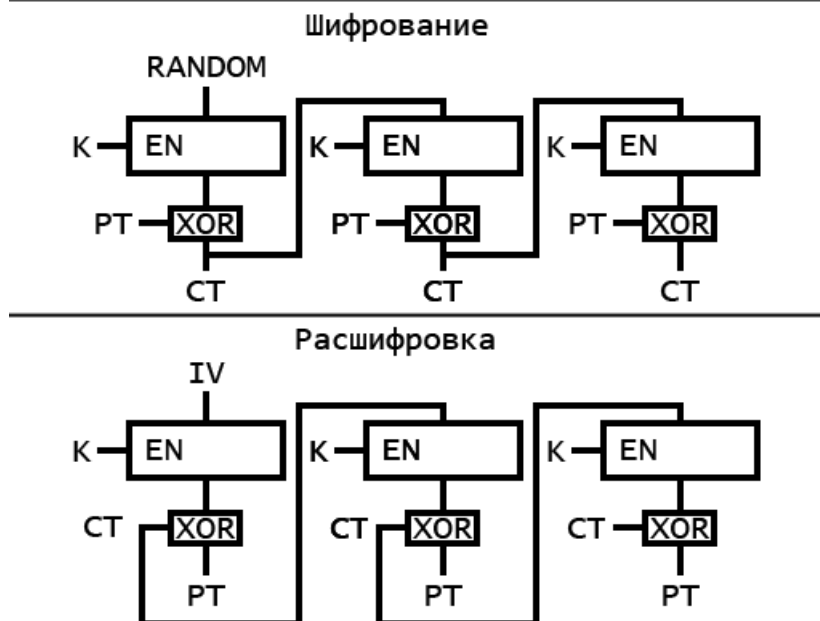 Шифрование
RANDOM
K EN K EN K EN
PT XOR PT XOR PT XOR
CT CT CT
Расшифровка
IV
K EN K EN K EN
CT XOR CT XOR CT XOR
PT PT PT